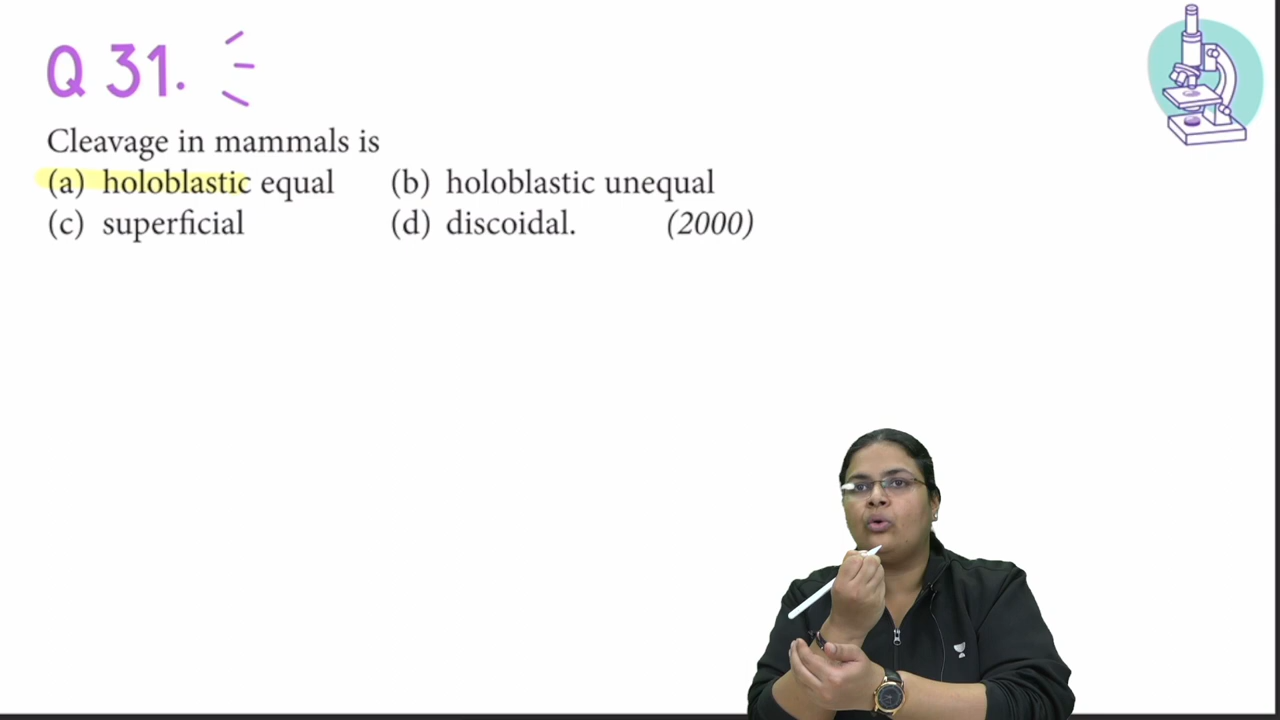 Q 31.
Cleavage in mammals is
(a) holoblastic equal (b) holoblastic unequal
(c) superficial (d) discoidal. (2000)